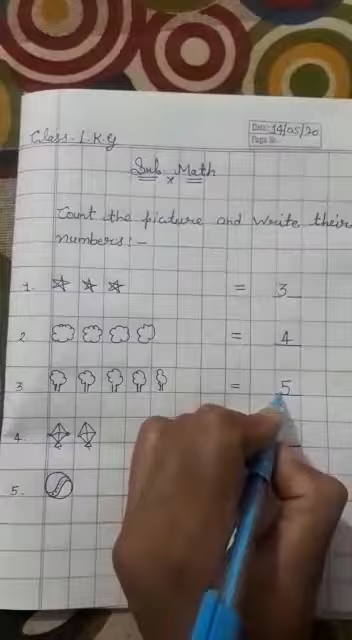 Class - L.K.G
Date: 14/05/20
Page No.
Sub Math
Count the picture and write their
numbers :-
1. = 3
2. = 4
3. = 5
4.
5.